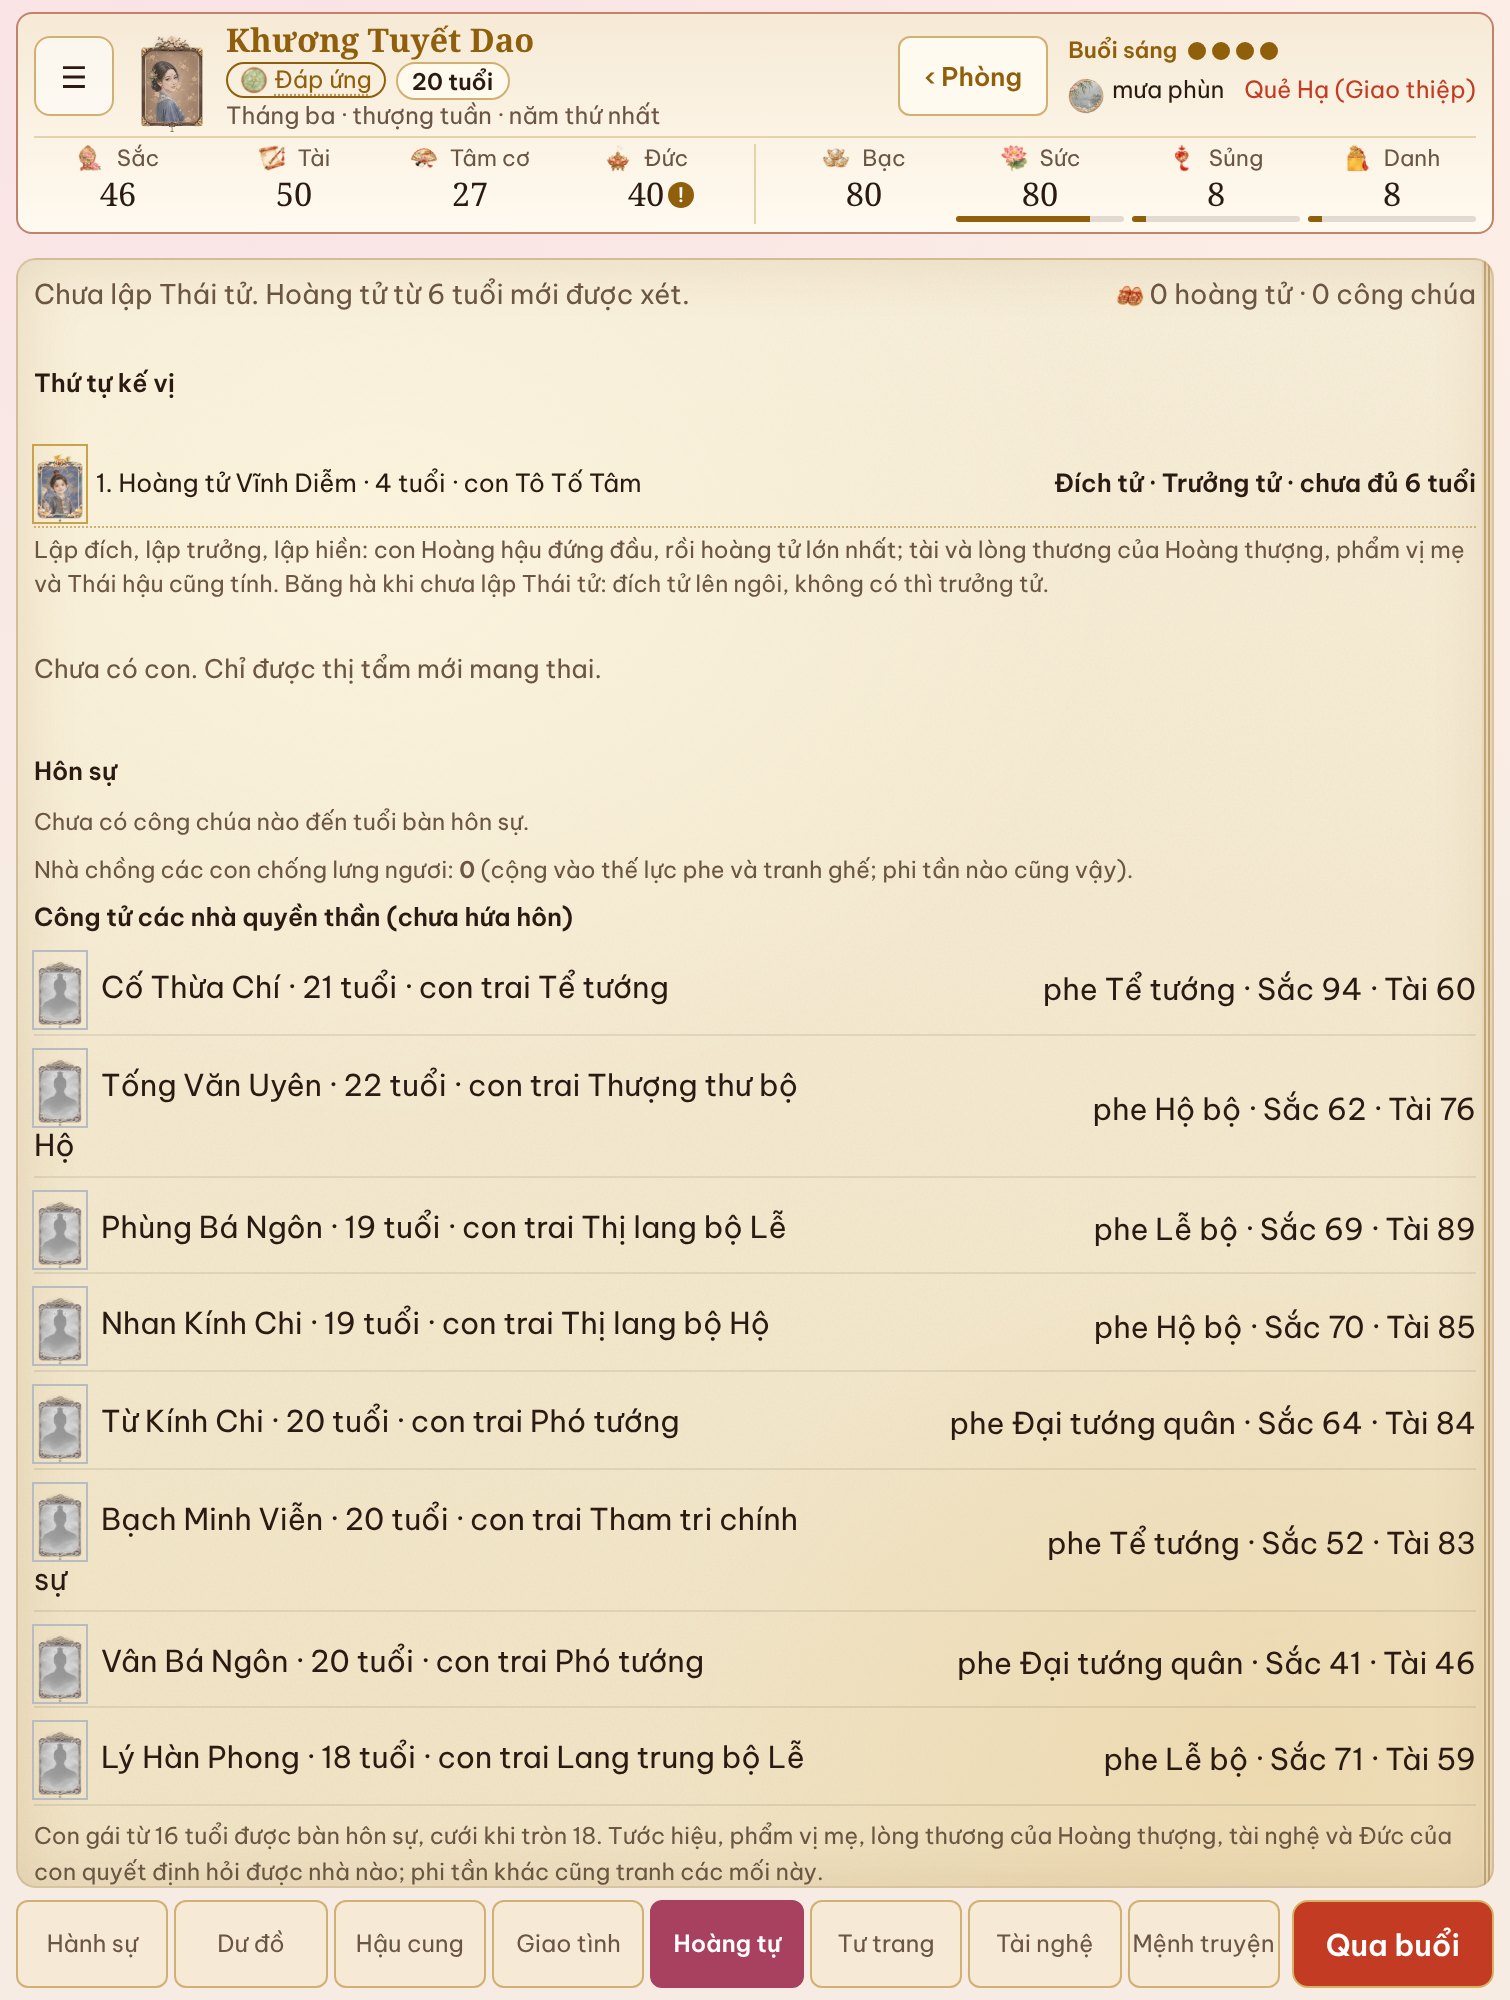 ☰
Khương Tuyết Dao
Đáp ứng
20 tuổi
Tháng ba · thượng tuần · năm thứ nhất
‹ Phòng
Buổi sáng
mưa phùn
Quẻ Hạ (Giao thiệp)
Sắc
46
Tài
50
Tâm cơ
27
Đức
40 !
Bạc
80
Sức
80
Sủng
8
Danh
8
Chưa lập Thái tử. Hoàng tử từ 6 tuổi mới được xét.
0 hoàng tử · 0 công chúa
Thứ tự kế vị
1. Hoàng tử Vĩnh Diễm · 4 tuổi · con Tô Tố Tâm
Đích tử · Trưởng tử · chưa đủ 6 tuổi
Lập đích, lập trưởng, lập hiền: con Hoàng hậu đứng đầu, rồi hoàng tử lớn nhất; tài và lòng thương của Hoàng thượng, phẩm vị mẹ
và Thái hậu cũng tính. Băng hà khi chưa lập Thái tử: đích tử lên ngôi, không có thì trưởng tử.
Chưa có con. Chỉ được thị tẩm mới mang thai.
Hôn sự
Chưa có công chúa nào đến tuổi bàn hôn sự.
Nhà chồng các con chống lưng ngươi: 0 (cộng vào thế lực phe và tranh ghế; phi tần nào cũng vậy).
Công tử các nhà quyền thần (chưa hứa hôn)
Cố Thừa Chí · 21 tuổi · con trai Tể tướng
phe Tể tướng · Sắc 94 · Tài 60
Tống Văn Uyên · 22 tuổi · con trai Thượng thư bộ
Hộ
phe Hộ bộ · Sắc 62 · Tài 76
Phùng Bá Ngôn · 19 tuổi · con trai Thị lang bộ Lễ
phe Lễ bộ · Sắc 69 · Tài 89
Nhan Kính Chi · 19 tuổi · con trai Thị lang bộ Hộ
phe Hộ bộ · Sắc 70 · Tài 85
Từ Kính Chi · 20 tuổi · con trai Phó tướng
phe Đại tướng quân · Sắc 64 · Tài 84
Bạch Minh Viễn · 20 tuổi · con trai Tham tri chính
sự
phe Tể tướng · Sắc 52 · Tài 83
Vân Bá Ngôn · 20 tuổi · con trai Phó tướng
phe Đại tướng quân · Sắc 41 · Tài 46
Lý Hàn Phong · 18 tuổi · con trai Lang trung bộ Lễ
phe Lễ bộ · Sắc 71 · Tài 59
Con gái từ 16 tuổi được bàn hôn sự, cưới khi tròn 18. Tước hiệu, phẩm vị mẹ, lòng thương của Hoàng thượng, tài nghệ và Đức của
con quyết định hỏi được nhà nào; phi tần khác cũng tranh các mối này.
Hành sự
Dư đồ
Hậu cung
Giao tình
Hoàng tự
Tư trang
Tài nghệ
Mệnh truyện
Qua buổi